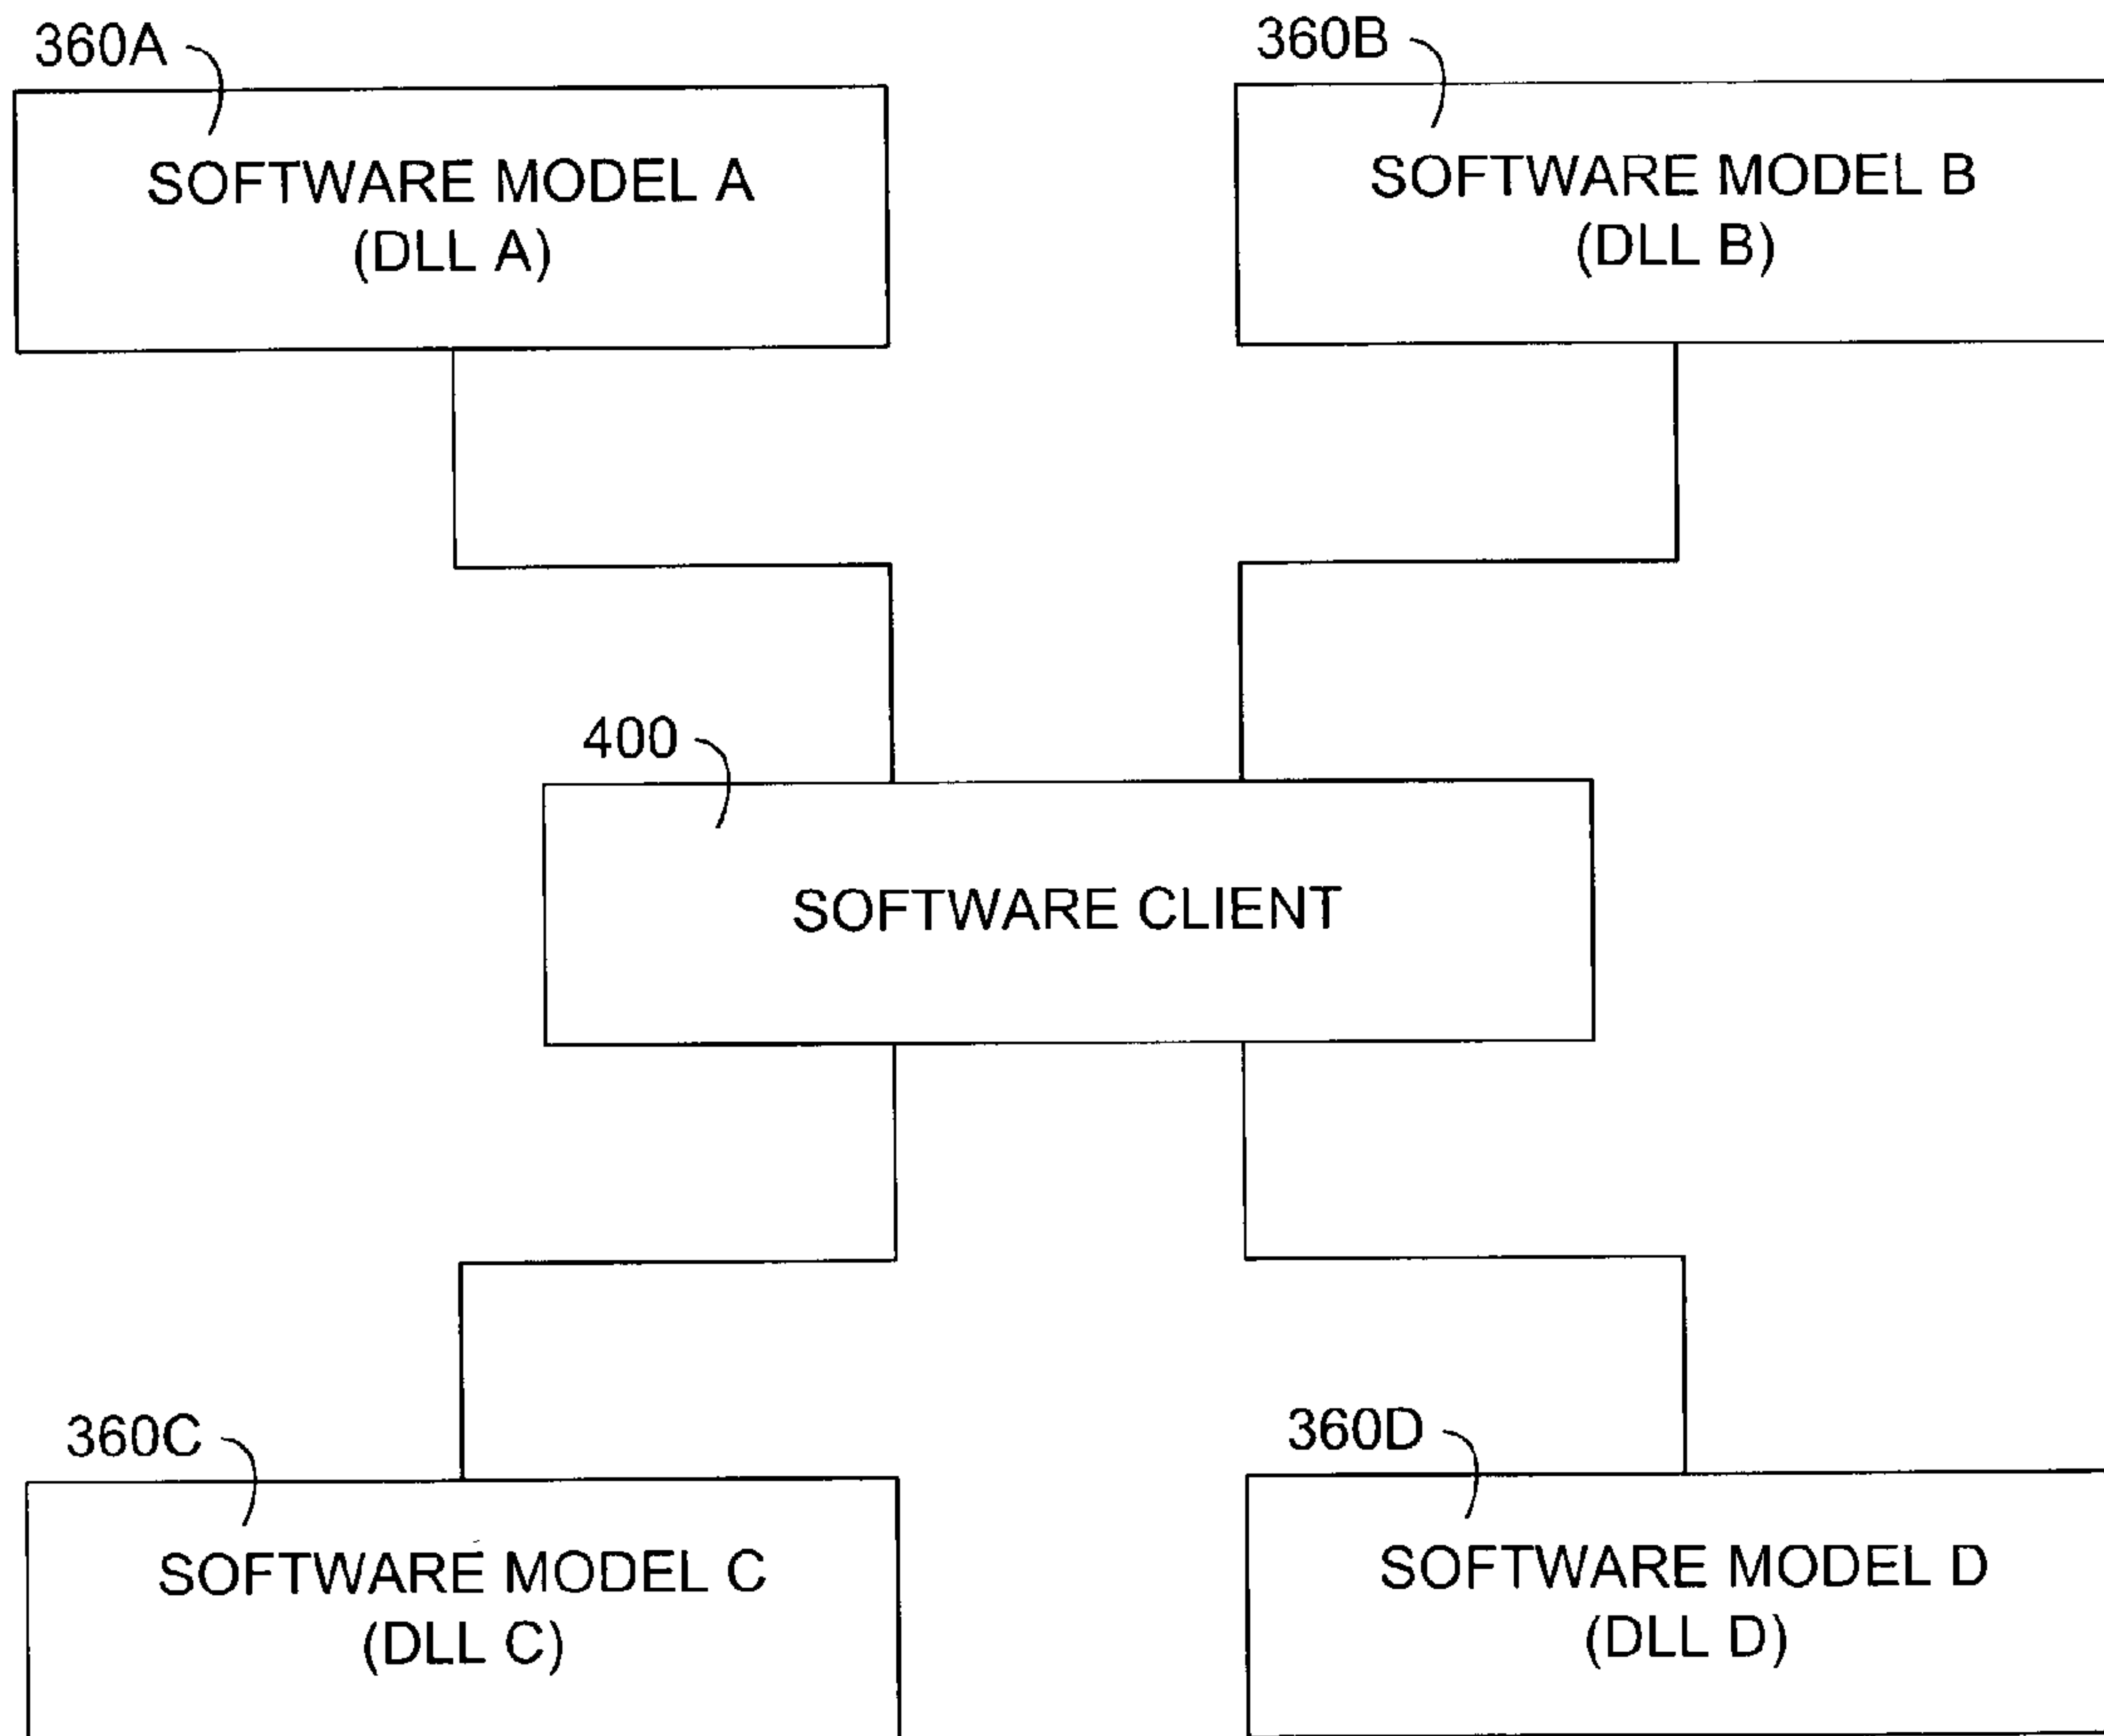 360A
360B
SOFTWARE MODEL A
(DLL A)
SOFTWARE MODEL B
(DLL B)
400
SOFTWARE CLIENT
360C
360D
SOFTWARE MODEL C
(DLL C)
SOFTWARE MODEL D
(DLL D)